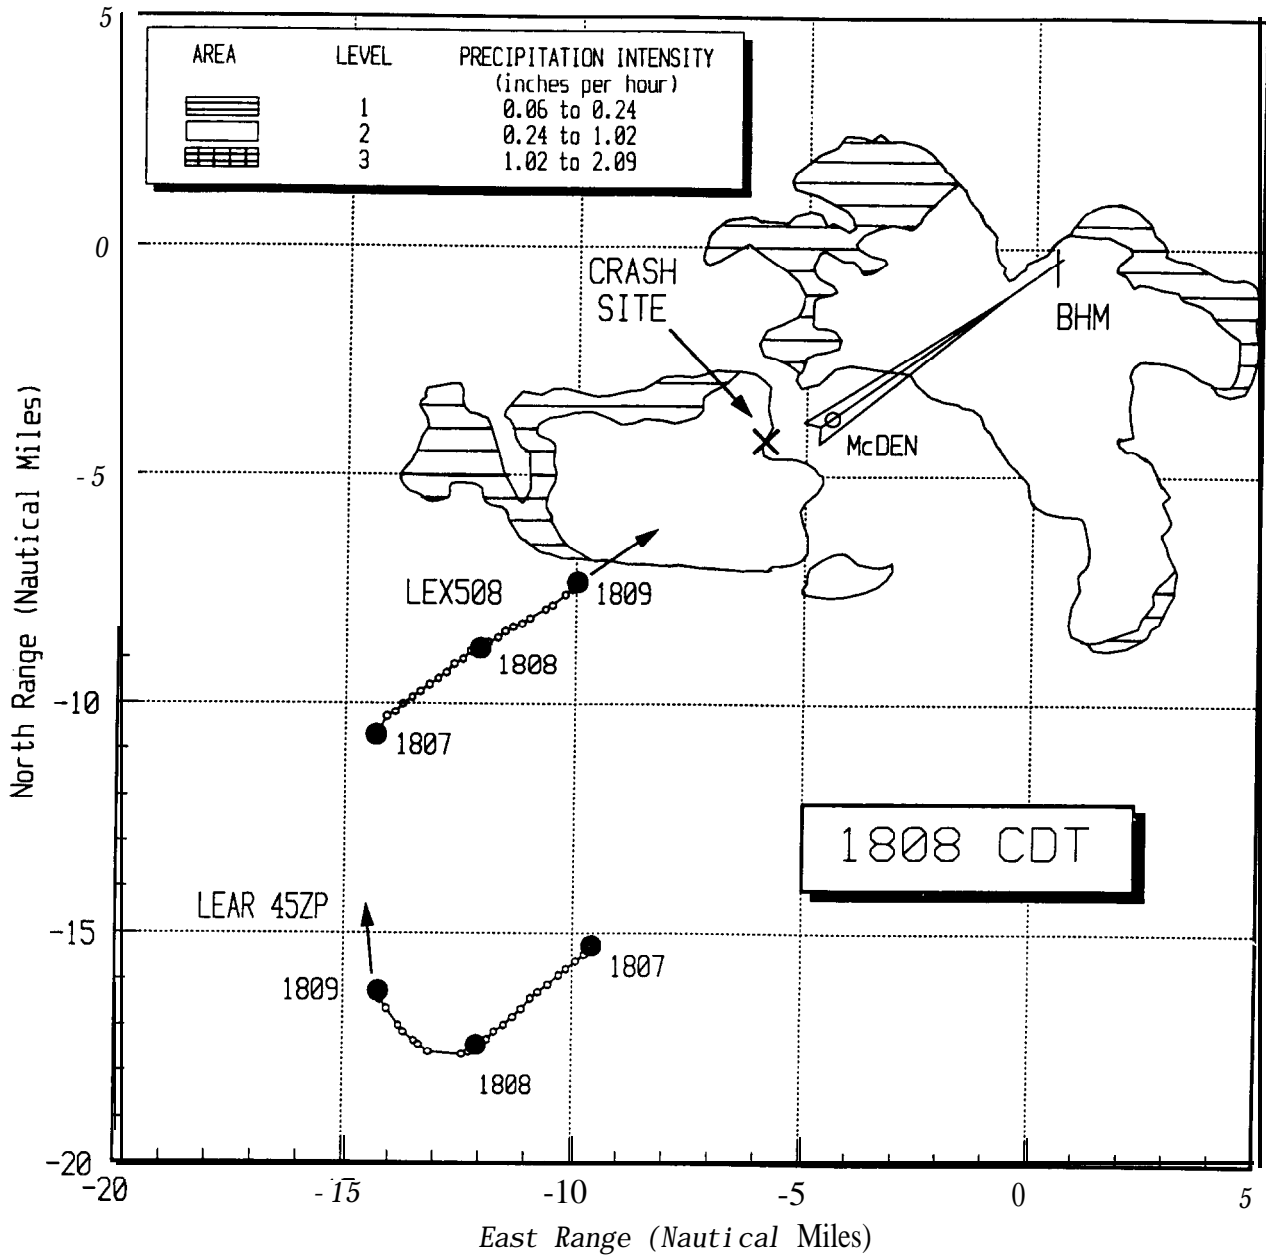 5
AREA LEVEL PRECIPITATION INTENSITY
(inches per hour)
1 0.06 to 0.24
2 0.24 to 1.02
3 1.02 to 2.09
0
CRASH
SITE
BHM
McDEN
-5
LEX508
1809
1808
-10
1807
1808 CDT
LEAR 45ZP
-15
1807
1809
1808
-20
-20 -15 -10 -5 0 5
North Range (Nautical Miles)
East Range (Nautical Miles)